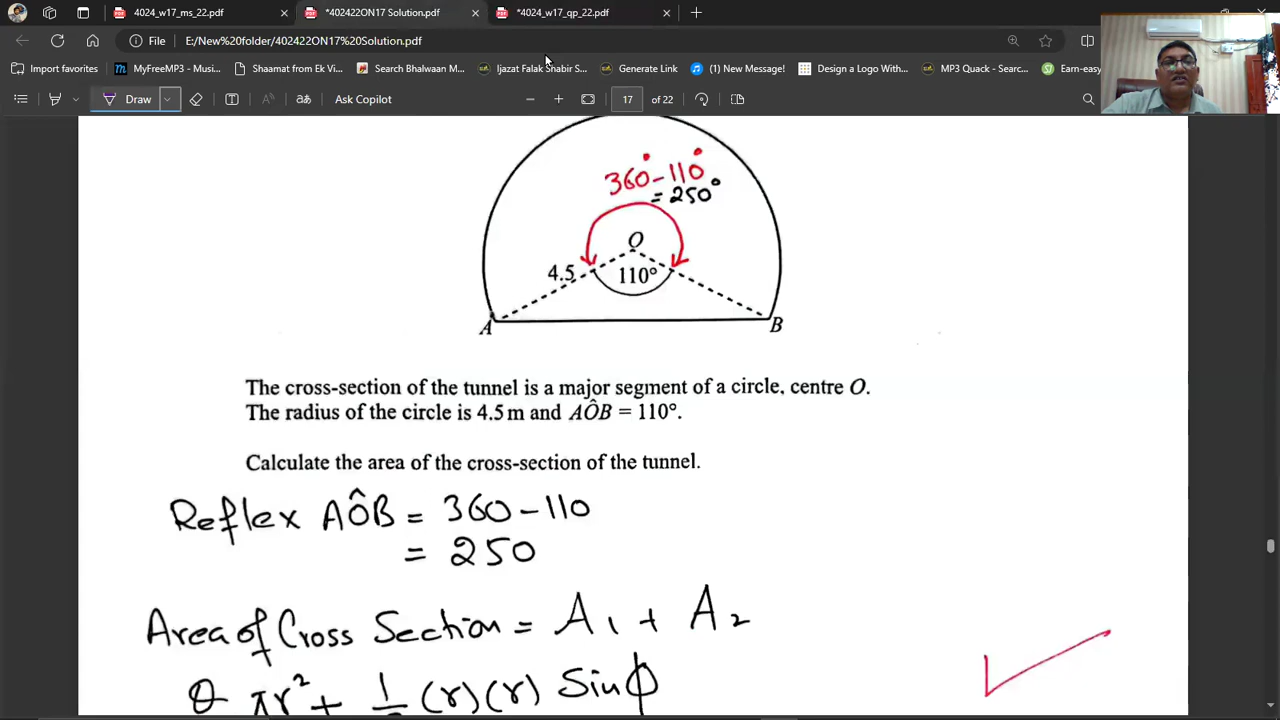 4024_w17_ms_22.pdf
*402422ON17 Solution.pdf
*4024_w17_qp_22.pdf
File
E:/New%20folder/402422ON17%20Solution.pdf
Import favorites
MyFreeMP3 - Musi...
Shaamat from Ek Vi...
Search Bhalwaan M...
Ijazat Falak Shabir S...
Generate Link
(1) New Message!
Design a Logo With...
MP3 Quack - Searc...
Earn-easy
Draw
Ask Copilot
17 of 22
360° - 110°
= 250°
O
4.5
110°
A
B
The cross-section of the tunnel is a major segment of a circle, centre O.
The radius of the circle is 4.5 m and AÔB = 110°.
Calculate the area of the cross-section of the tunnel.
Reflex AÔB = 360 - 110
= 250
Area of Cross Section = A₁ + A₂